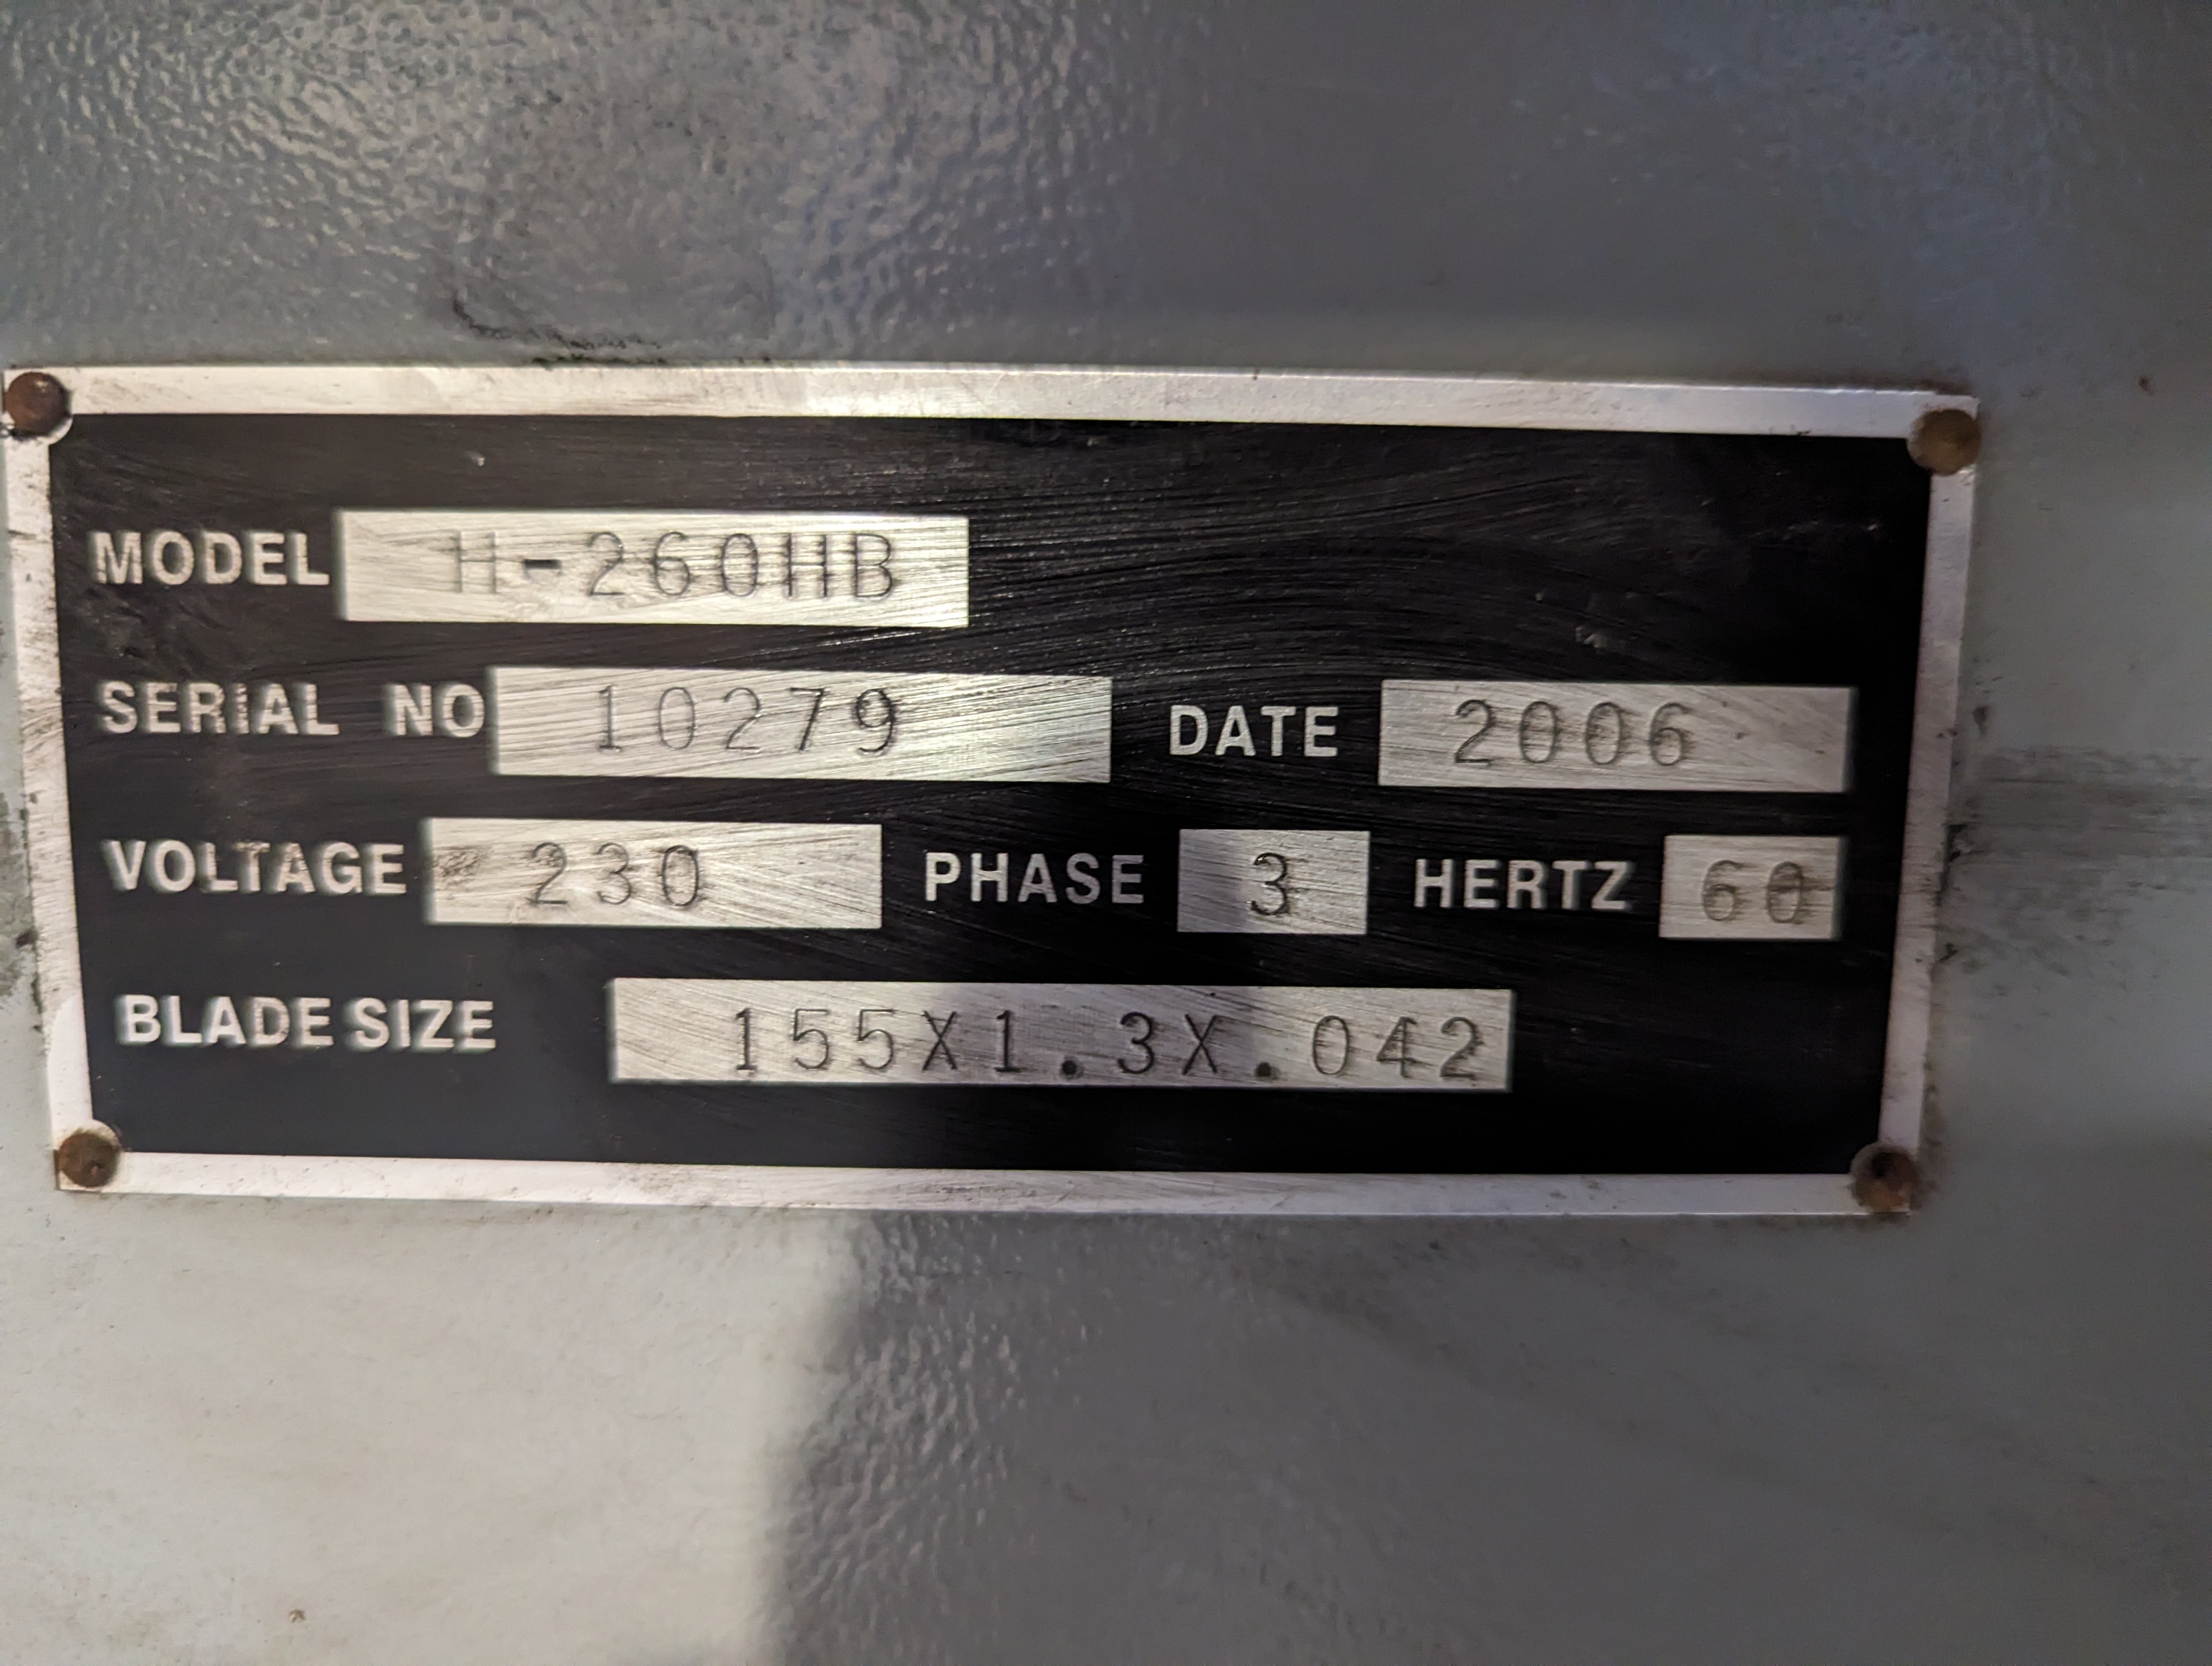 MODEL H-260HB
SERIAL NO 10279 DATE 2006
VOLTAGE 230 PHASE 3 HERTZ 60
BLADE SIZE 155X1.3X.042